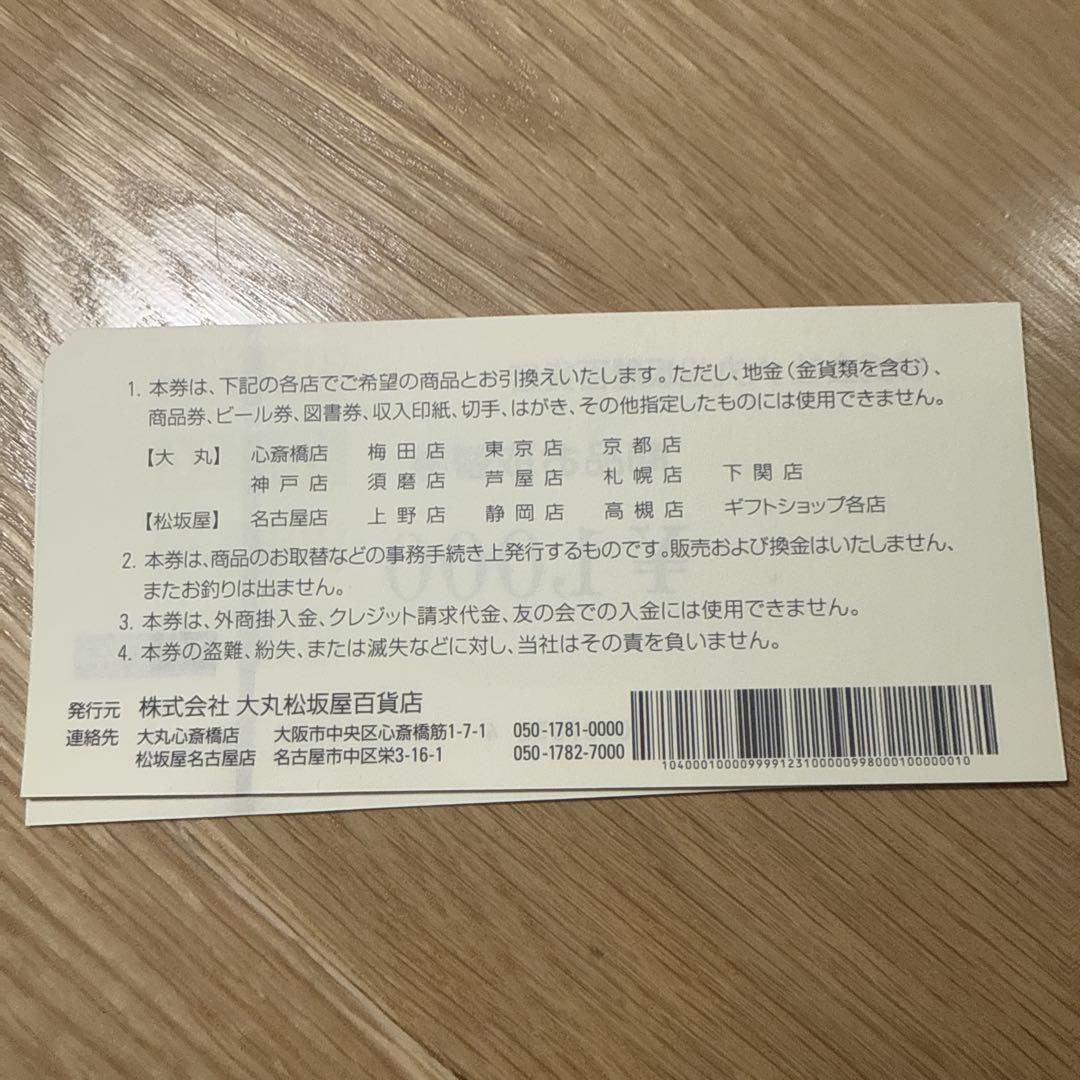 1. 本券は、下記の各店でご希望の商品とお引換えいたします。ただし、地金(金貨類を含む)、
商品券、ビール券、図書券、収入印紙、切手、はがき、その他指定したものには使用できません。
【大 丸】 心斎橋店 梅田店 東京店 京都店
神戸店 須磨店 芦屋店 札幌店 下関店
【松坂屋】 名古屋店 上野店 静岡店 高槻店 ギフトショップ各店
2. 本券は、商品のお取替などの事務手続き上発行するものです。販売および換金はいたしません、
またお釣りは出ません。
3. 本券は、外商掛入金、クレジット請求代金、友の会での入金には使用できません。
4. 本券の盗難、紛失、または滅失などに対し、当社はその責を負いません。
発行元 株式会社 大丸松坂屋百貨店
連絡先 大丸心斎橋店 大阪市中央区心斎橋筋1-7-1 050-1781-0000
松坂屋名古屋店 名古屋市中区栄3-16-1 050-1782-7000
¥1,000